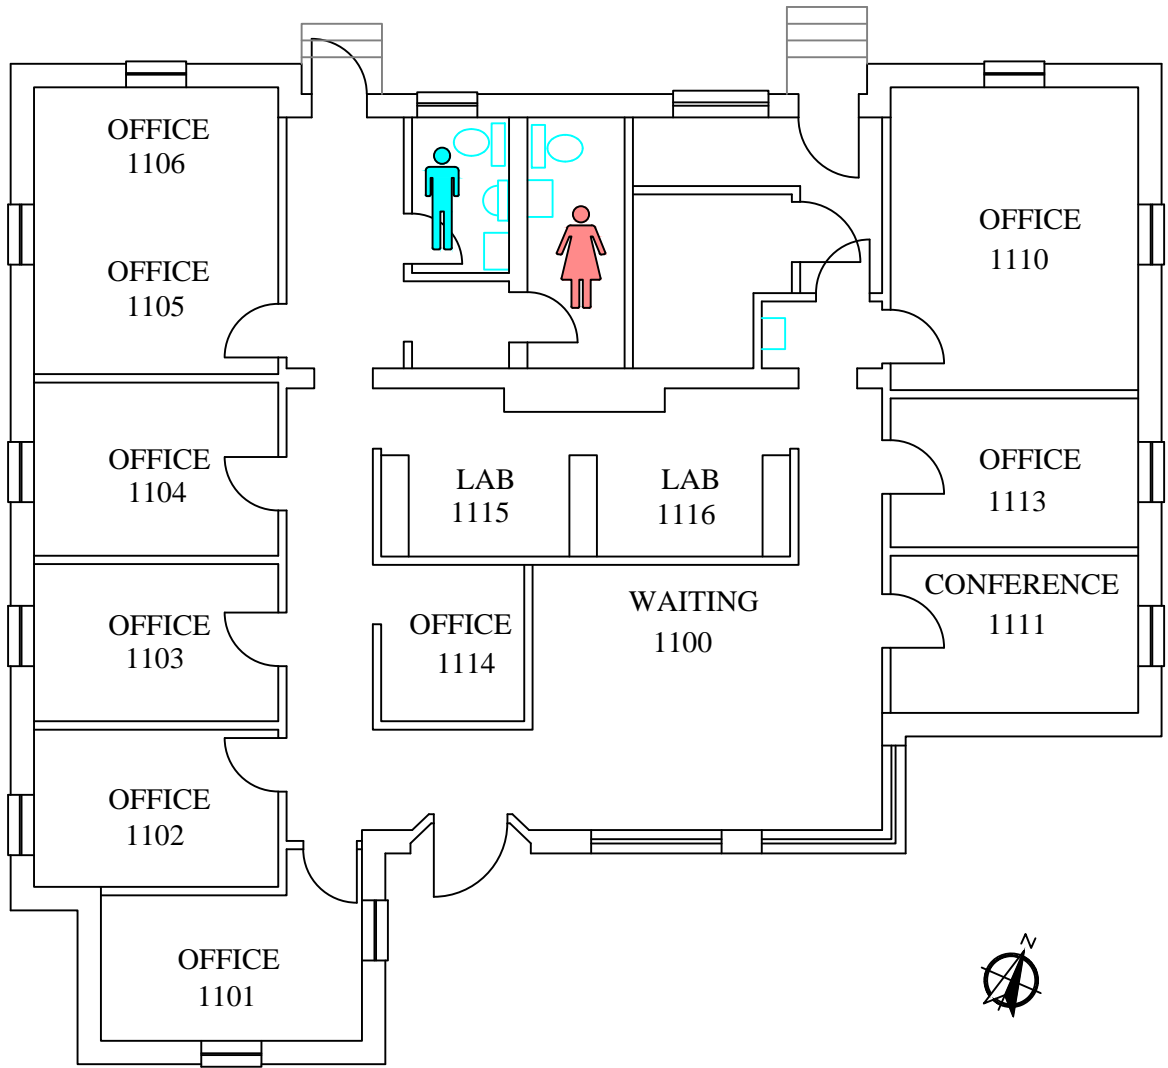 OFFICE
1106
OFFICE
1105
OFFICE
1110
OFFICE
1104
LAB
1115
LAB
1116
OFFICE
1113
CONFERENCE
1111
WAITING
1100
OFFICE
1103
OFFICE
1114
OFFICE
1102
OFFICE
1101
N